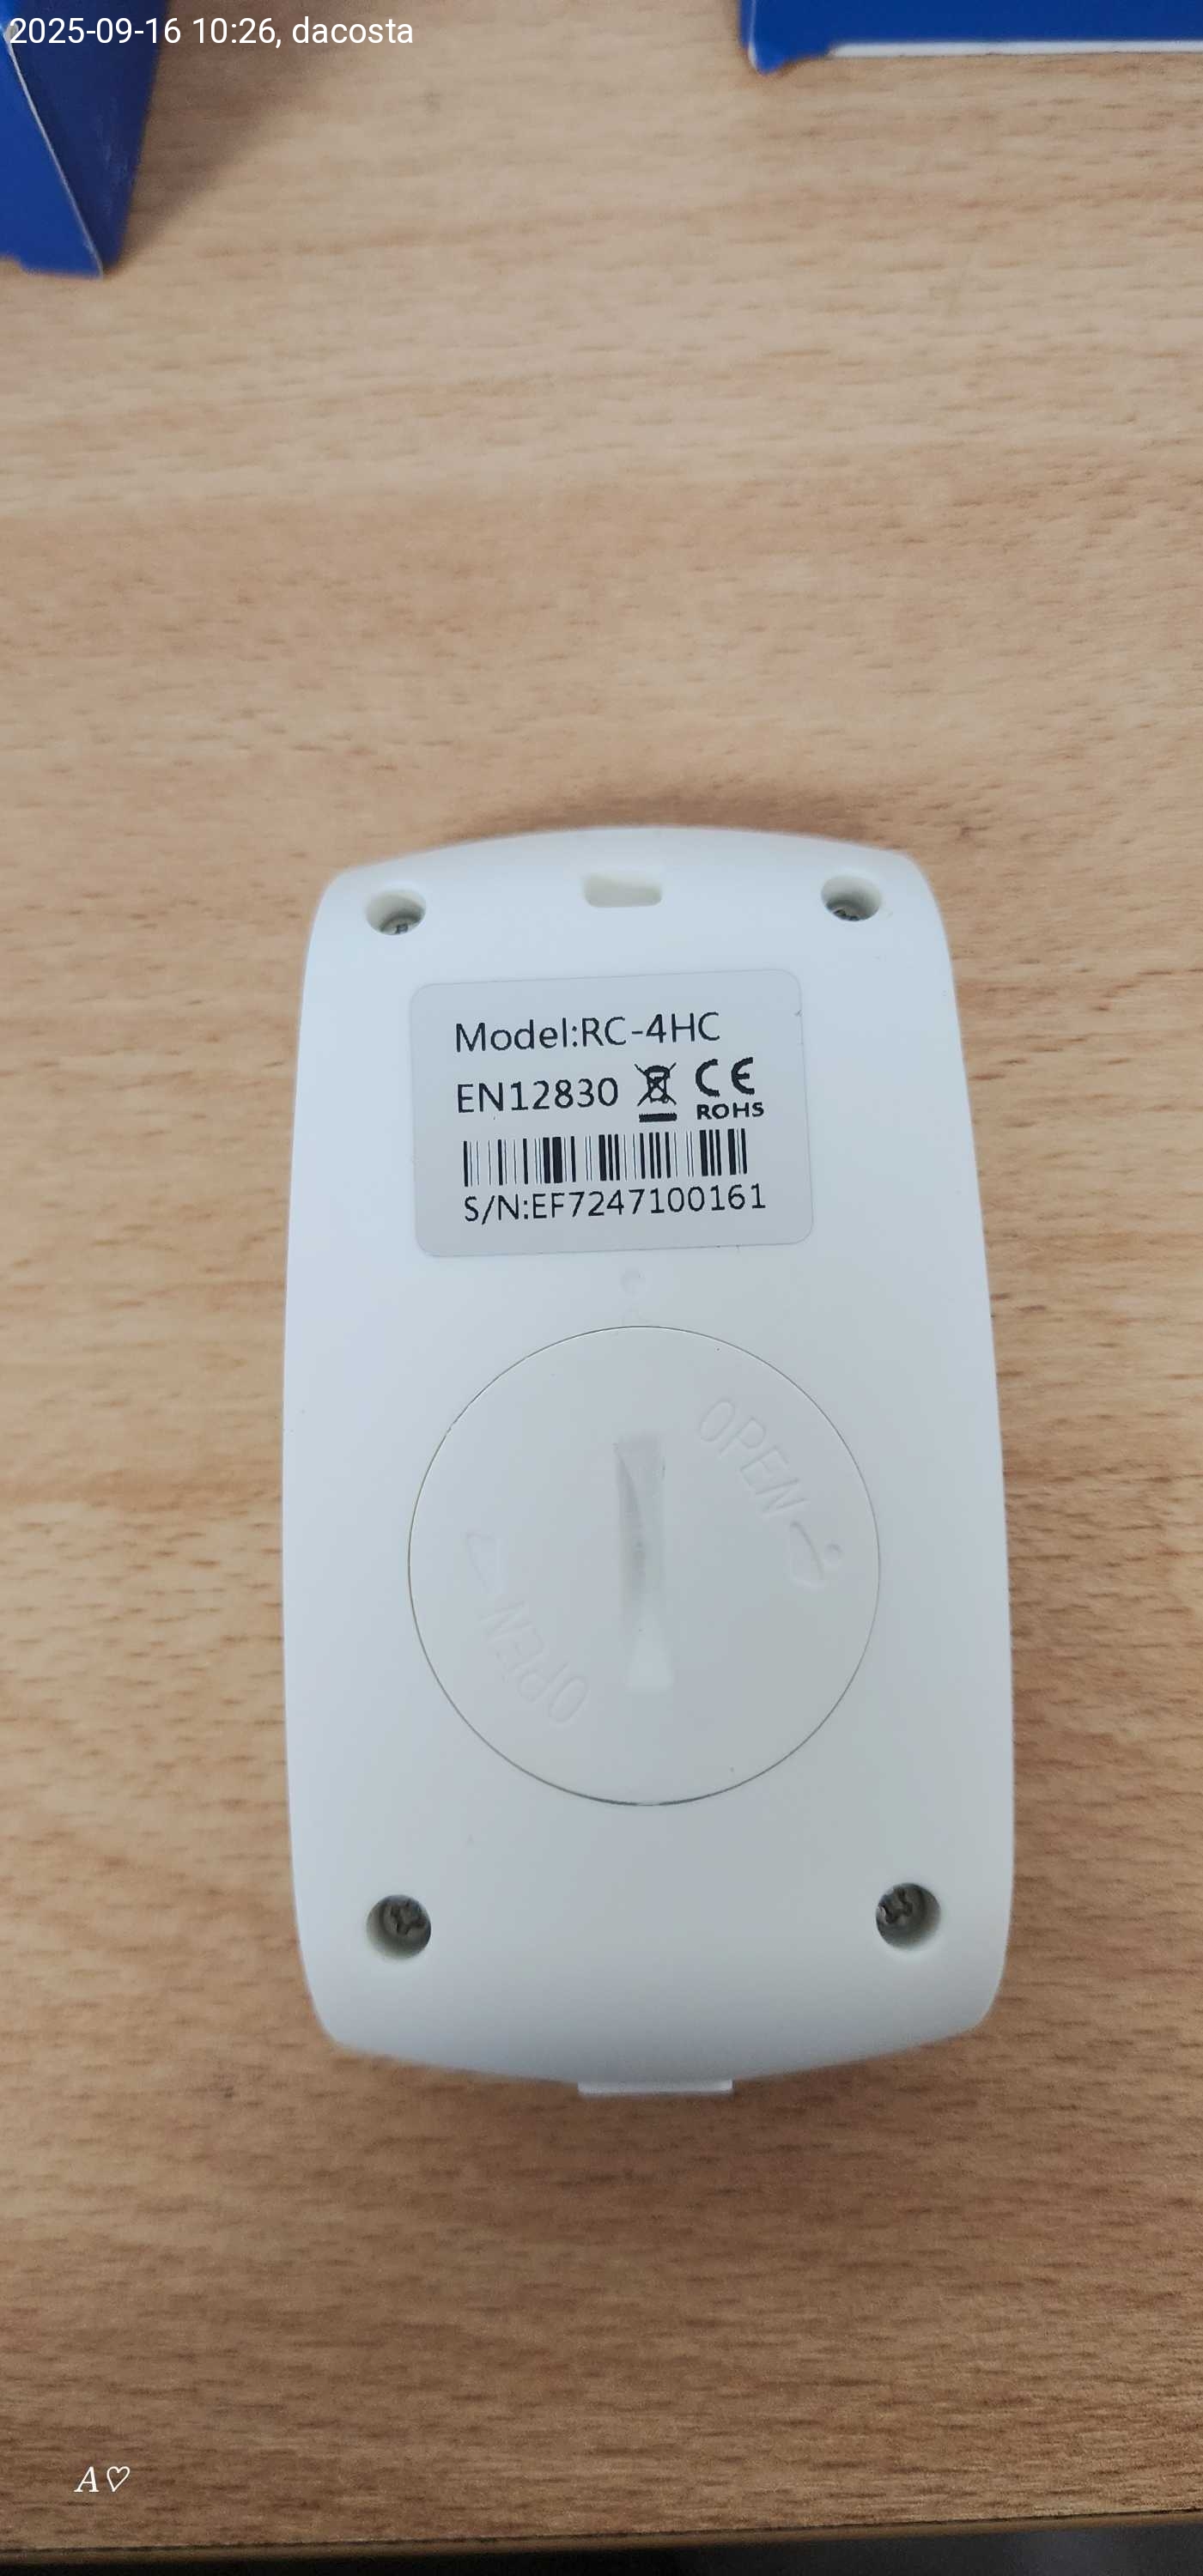 2025-09-16 10:26, dacosta
Model:RC-4HC
EN12830 CE
ROHS
S/N:EF7247100161
OPEN
OPEN
A♡